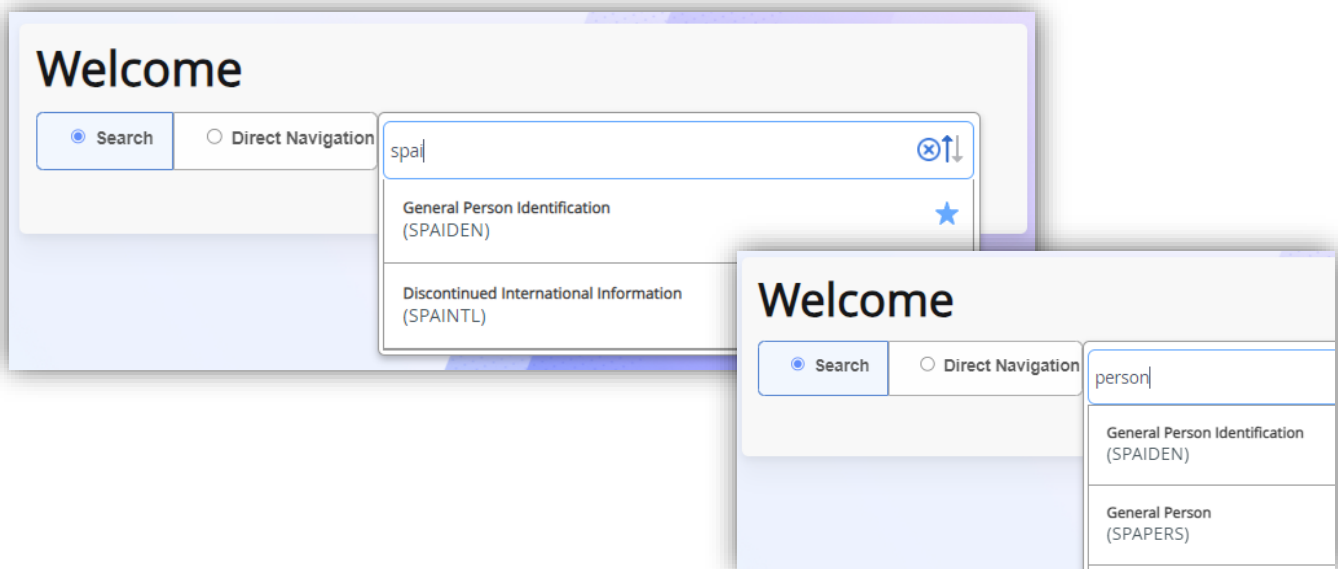 Welcome
Search
Direct Navigation
spai
General Person Identification
(SPAIDEN)
Discontinued International Information
(SPAINTL)
Welcome
Search
Direct Navigation
person
General Person Identification
(SPAIDEN)
General Person
(SPAPERS)